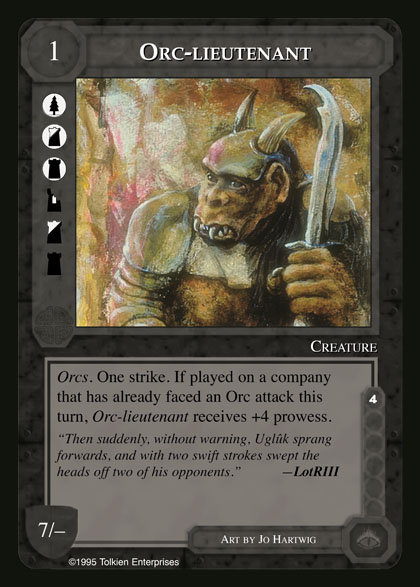 1
ORC-LIEUTENANT
CREATURE
Orcs. One strike. If played on a company
that has already faced an Orc attack this
turn, Orc-lieutenant receives +4 prowess.
4
“Then suddenly, without warning, Uglûk sprang
forwards, and with two swift strokes swept the
heads off two of his opponents.” —LotRIII
7/–
ART BY JO HARTWIG
©1995 Tolkien Enterprises